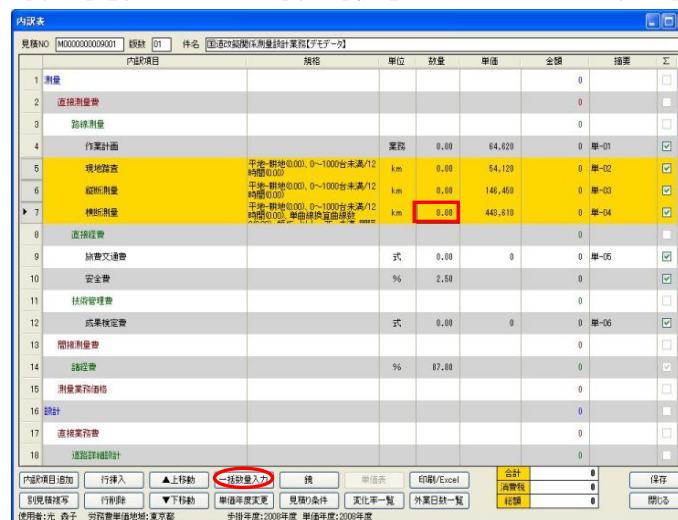 内訳表
見積NO M0000000009001 版数 01 件名 国道改築関係測量設計業務【デモデータ】
内訳項目 規格 単位 数量 単価 金額 摘要 Σ
1 測量 0
2 直接測量費 0
3 路線測量 0
4 作業計画 業務 0.00 64,620 0 単-01
5 現地踏査 平地-耕地(0.00)、0～1000台未満/12時間(0.00) km 0.00 54,120 0 単-02
6 縦断測量 平地-耕地(0.00)、0～1000台未満/12時間(0.00) km 0.00 146,450 0 単-03
7 横断測量 平地-耕地(0.00)、0～1000台未満/12時間(0.00)、単曲線換算曲線数 km 0.00 443,610 0 単-04
8 直接経費 0
9 旅費交通費 式 0.00 0 0 単-05
10 安全費 % 2.50 0
11 技術管理費 0
12 成果検定費 式 0.00 0 0 単-06
13 間接測量費 0
14 諸経費 % 87.80 0
15 測量業務価格 0
16 設計 0
17 直接業務費 0
18 道路詳細設計 0
内訳項目追加 行挿入 ▲上移動 一括数量入力 鏡 単価表 印刷/Excel 合計 0 保存
別見積複写 行削除 ▼下移動 単価年度変更 見積り条件 変化率一覧 外業日数一覧 消費税 0 総額 0 閉じる
使用者:光 森子 労務費単価地域:東京都 歩掛年度:2008年度 単価年度:2008年度